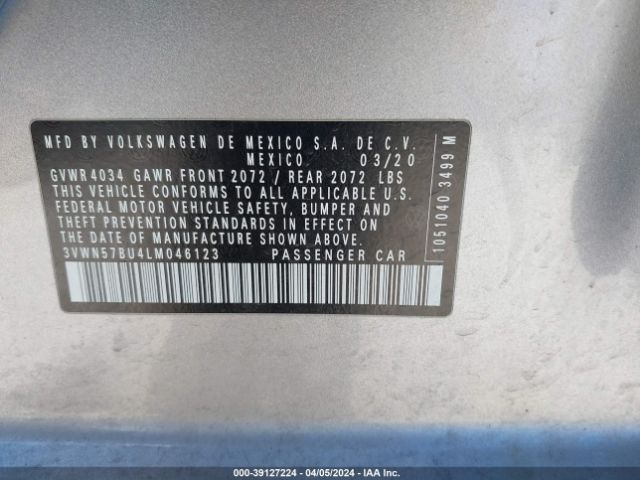 MFD BY VOLKSWAGEN DE MEXICO S.A. DE C.V.
MEXICO 03/20
GVWR 4034 GAWR FRONT 2072 / REAR 2072 LBS
THIS VEHICLE CONFORMS TO ALL APPLICABLE U.S.
FEDERAL MOTOR VEHICLE SAFETY, BUMPER AND
THEFT PREVENTION STANDARDS IN EFFECT ON
THE DATE OF MANUFACTURE SHOWN ABOVE
3VWN57BU4LM046123 PASSENGER CAR
1051040 3499 M
000-39127224 | 04/05/2024 | IAA Inc.